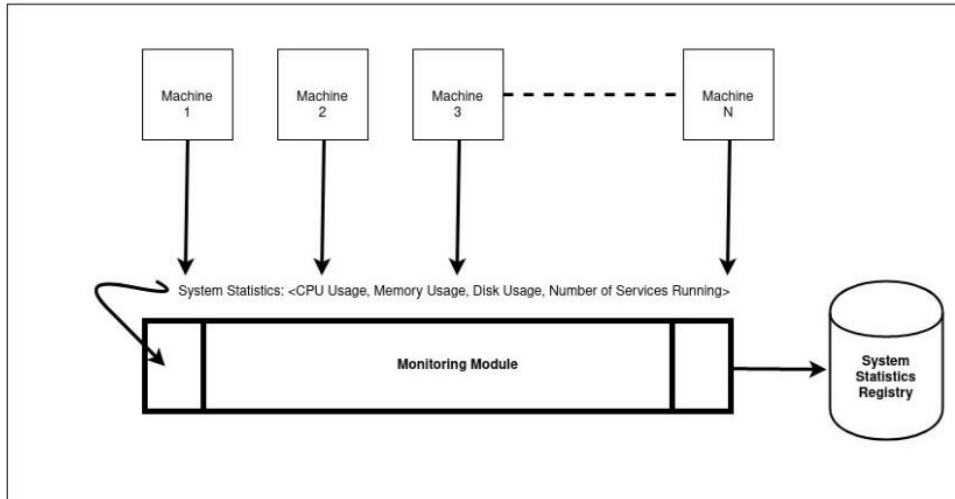 Machine
1
Machine
2
Machine
3
Machine
N
System Statistics: <CPU Usage, Memory Usage, Disk Usage, Number of Services Running>
Monitoring Module
System
Statistics
Registry